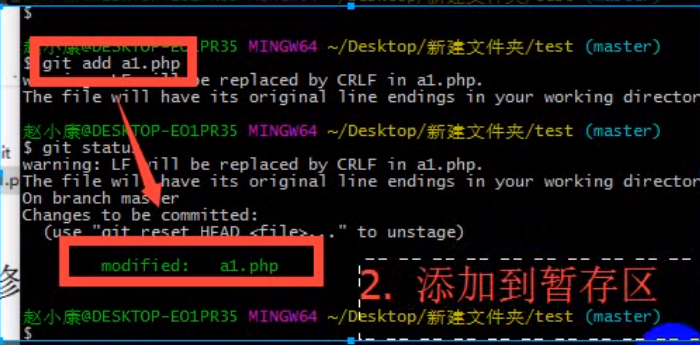 $
赵小康@DESKTOP-EO1PR35 MINGW64 ~/Desktop/新建文件夹/test (master)
$ git add a1.php
warning: LF will be replaced by CRLF in a1.php.
The file will have its original line endings in your working director
赵小康@DESKTOP-EO1PR35 MINGW64 ~/Desktop/新建文件夹/test (master)
$ git status
warning: LF will be replaced by CRLF in a1.php.
The file will have its original line endings in your working director
On branch master
Changes to be committed:
(use "git reset HEAD <file>..." to unstage)
modified: a1.php
2. 添加到暂存区
赵小康@DESKTOP-EO1PR35 MINGW64 ~/Desktop/新建文件夹/test (master)
$